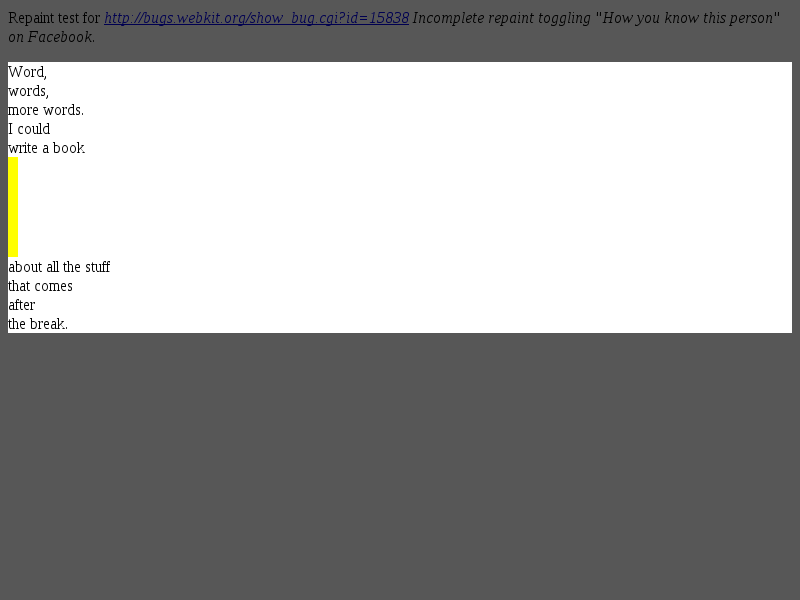 Repaint test for http://bugs.webkit.org/show_bug.cgi?id=15838 Incomplete repaint toggling "How you know this person"
on Facebook.
Word,
words,
more words.
I could
write a book
about all the stuff
that comes
after
the break.